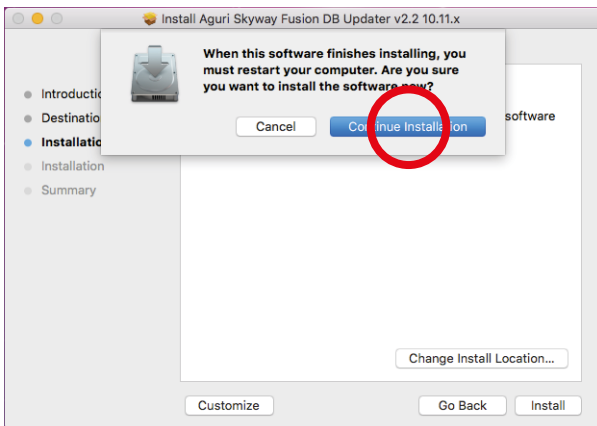 Install Aguri Skyway Fusion DB Updater v2.2 10.11.x
When this software finishes installing, you
must restart your computer. Are you sure
you want to install the software now?
Cancel
Continue Installation
Introductio
Destinatio
software
Installatio
Installation
Summary
Change Install Location...
Customize
Go Back
Install